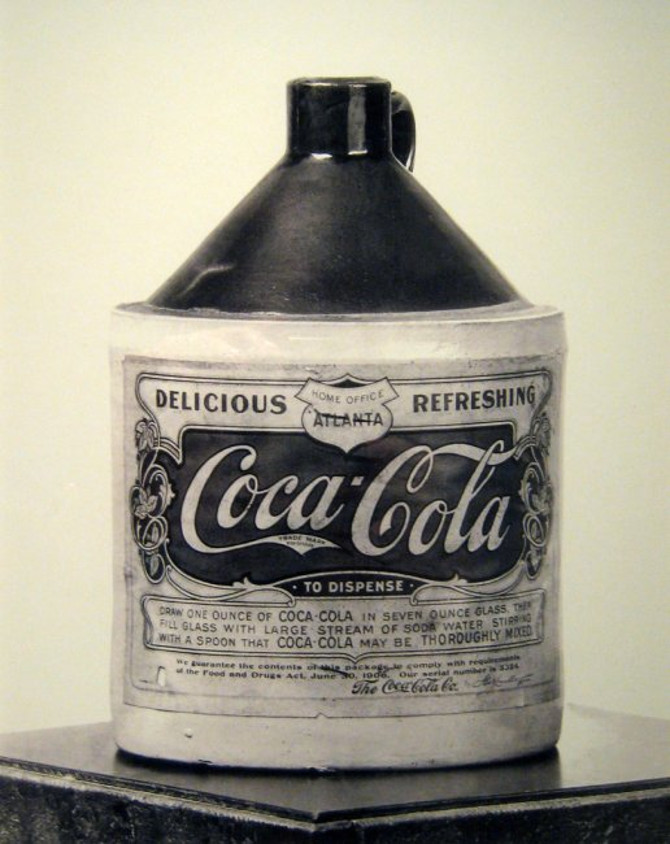 DELICIOUS HOME OFFICE REFRESHING
ATLANTA
Coca-Cola
TRADE MARK
· TO DISPENSE ·
DRAW ONE OUNCE OF COCA-COLA IN SEVEN OUNCE GLASS, THEN
FILL GLASS WITH LARGE STREAM OF SODA WATER STIRRING
WITH A SPOON THAT COCA-COLA MAY BE THOROUGHLY MIXED.
We guarantee the contents of this package to comply with requirements
of the Food and Drugs Act, June 30, 1906. Our serial number is 3324.
The Coca-Cola Co.